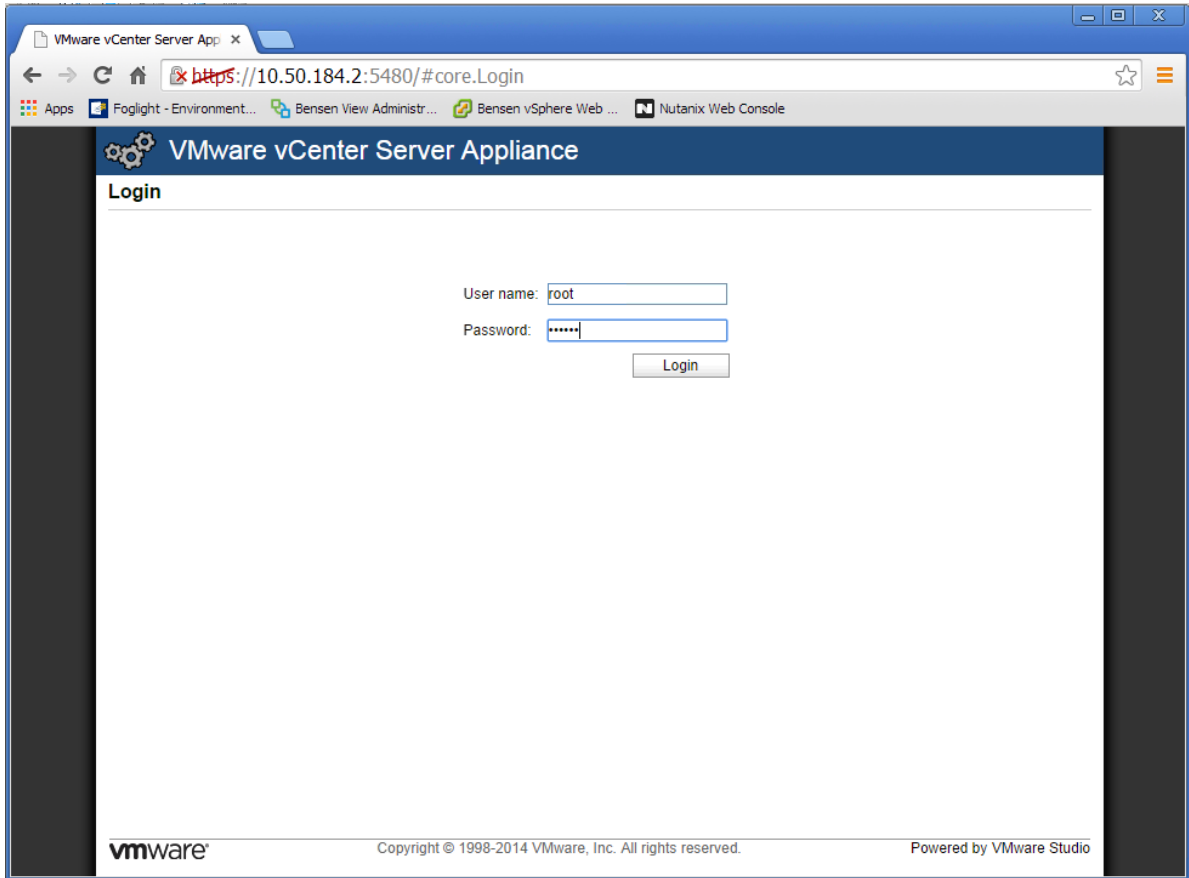 VMware vCenter Server App
https://10.50.184.2:5480/#core.Login
Apps Foglight - Environment... Bensen View Administr... Bensen vSphere Web ... Nutanix Web Console
VMware vCenter Server Appliance
Login
User name: root
Password: ••••••
Login
vmware Copyright © 1998-2014 VMware, Inc. All rights reserved. Powered by VMware Studio